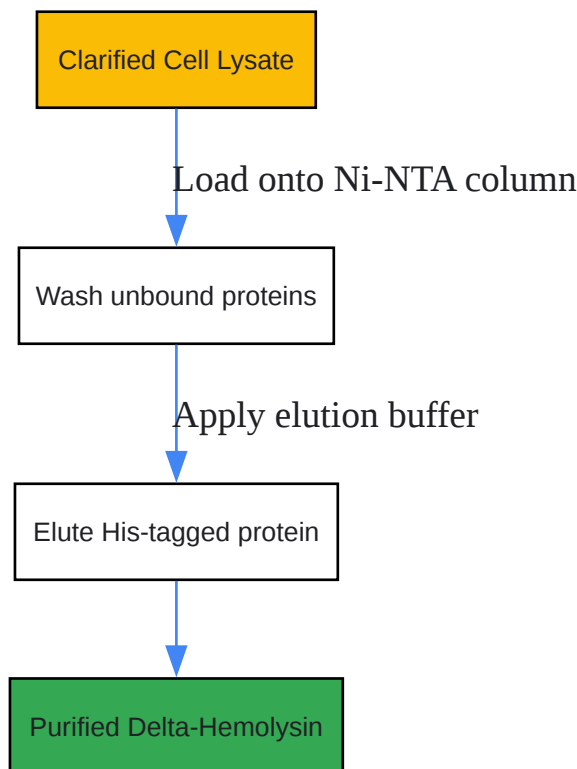 Clarified Cell Lysate
Load onto Ni-NTA column
Wash unbound proteins
Apply elution buffer
Elute His-tagged protein
Purified Delta-Hemolysin